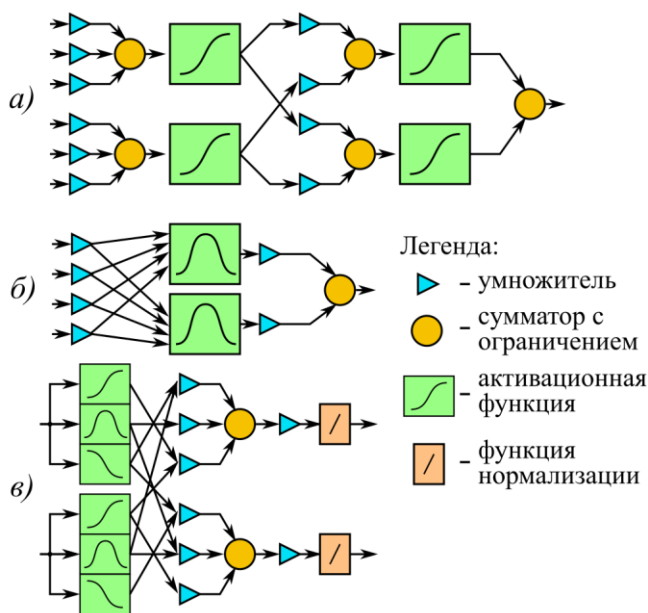 а)
б)
Легенда:
– умножитель
– сумматор с
ограничением
– активационная
функция
– функция
нормализации
в)